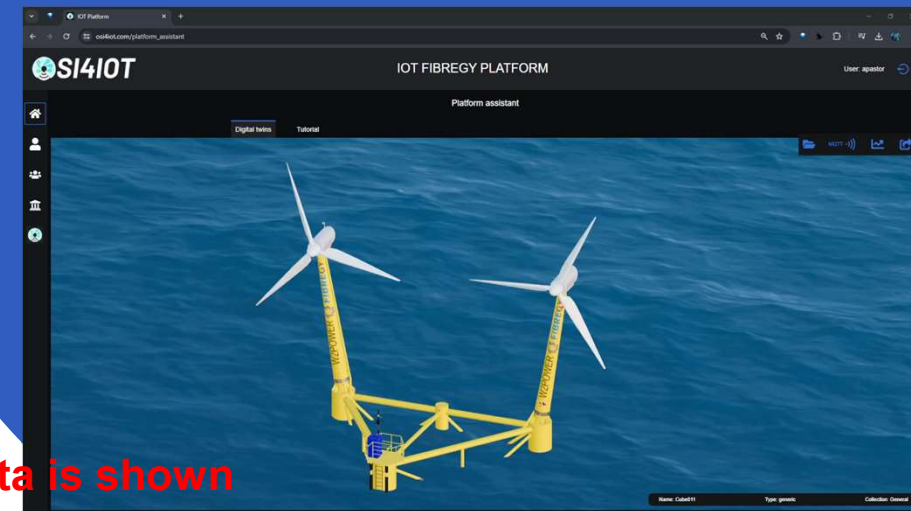 IOT Platform
osi4iot.com/platform_assistant
OSI4IOT
IOT FIBREGY PLATFORM
User: apastor
Platform assistant
Digital twins
Tutorial
MQTT
W2POWER FIBREGY
W2POWER FIBREGY
ta is shown
Name: Cube011
Type: generic
Collection: General